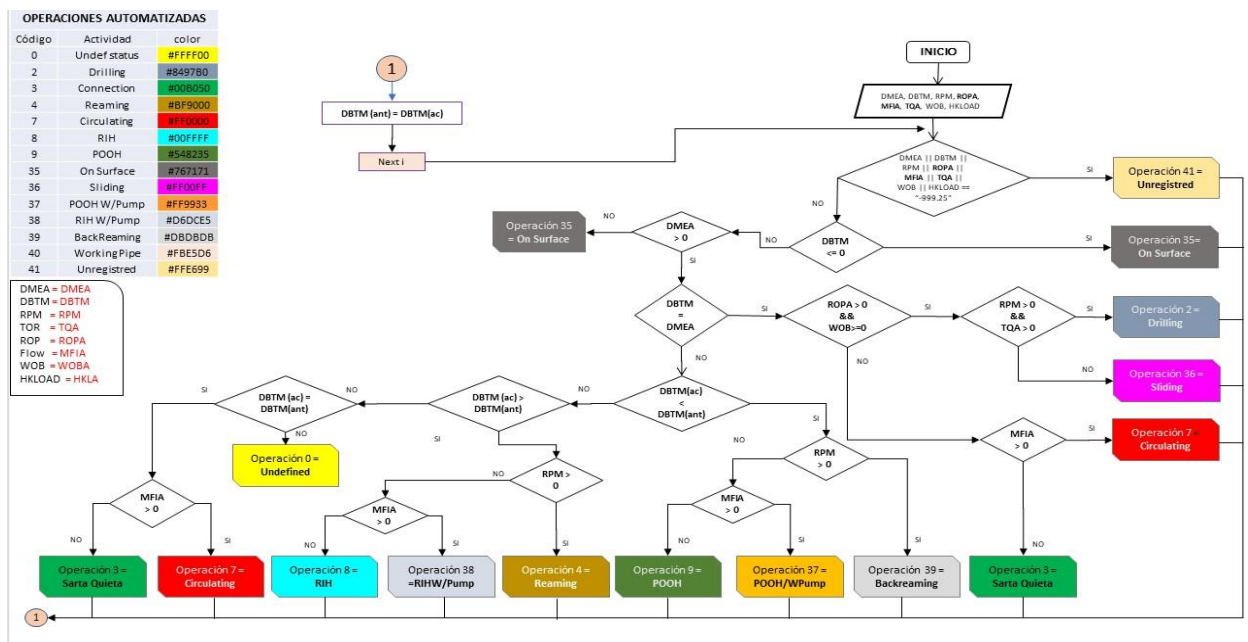 OPERACIONES AUTOMATIZADAS
Código Actividad color
0 Undef status #FFFF00
2 Drilling #8497B0
3 Connection #00B050
4 Reaming #BF9000
7 Circulating #FF0000
8 RIH #00FFFF
9 POOH #548235
35 On Surface #767171
36 Sliding #FF00FF
37 POOH W/Pump #FF9933
38 RIH W/Pump #D6DCE5
39 BackReaming #DBDBDB
40 Working Pipe #FBE5D6
41 Unregistred #FFE699
DMEA = DMEA
DBTM = DBTM
RPM = RPM
TOR = TQA
ROP = ROPA
Flow = MFIA
WOB = WOBA
HKLOAD = HKLA
1
DBTM (ant) = DBTM(ac)
Next i
INICIO
DMEA, DBTM, RPM, ROPA,
MFIA, TQA, WOB, HKLOAD
DMEA || DBTM ||
RPM || ROPA ||
MFIA || TQA ||
WOB || HKLOAD ==
"-999.25"
SI
Operación 41 =
Unregistred
NO
DBTM
<= 0
SI
Operación 35=
On Surface
NO
DMEA
> 0
NO
Operación 35
= On Surface
SI
DBTM
=
DMEA
SI
ROPA > 0
&&
WOB>=0
SI
RPM > 0
&&
TQA > 0
SI
Operación 2 =
Drilling
NO
Operación 36 =
Sliding
NO
MFIA
> 0
SI
Operación 7 =
Circulating
NO
NO
DBTM(ac)
<
DBTM(ant)
NO
DBTM (ac) >
DBTM(ant)
NO
DBTM (ac) =
DBTM(ant)
SI
NO
Operación 0 =
Undefined
SI
RPM >
0
NO
MFIA
> 0
SI
RPM
> 0
NO
MFIA
> 0
SI
MFIA
> 0
NO
SI
NO
SI
SI
NO
SI
Operación 3 =
Sarta Quieta
Operación 7 =
Circulating
Operación 8 =
RIH
Operación 38
=RIHW/Pump
Operación 4 =
Reaming
Operación 9 =
POOH
Operación 37 =
POOH/WPump
Operación 39 =
Backreaming
Operación 3 =
Sarta Quieta
1